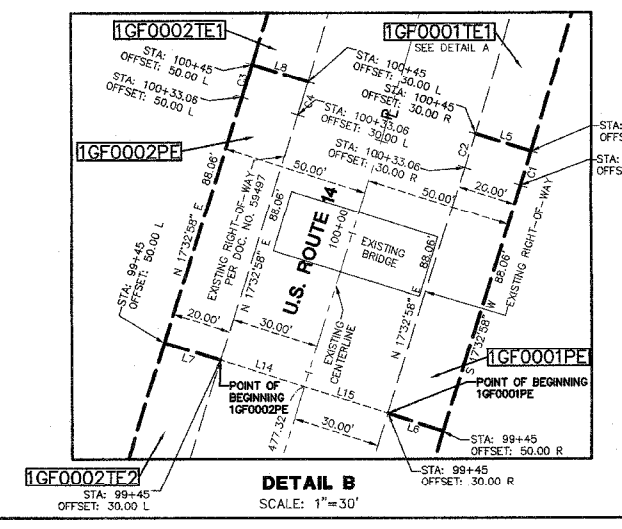 1GF0002TE1
1GF0001TE1
SEE DETAIL A
STA: 100+45
OFFSET: 50.00 L
STA: 100+33.06
OFFSET: 50.00 L
L8
C3
C4
STA: 100+45
OFFSET: 30.00 L
STA: 100+45
OFFSET: 30.00 R
PL
STA: 100+33.06
OFFSET: 30.00 L
STA: 100+33.06
OFFSET: 30.00 R
C2
L5
C1
STA:
OFFS
STA:
OFFS
1GF0002PE
50.00'
50.00'
20.00'
88.06'
N 17°32'58" E
EXISTING RIGHT-OF-WAY
PER DOC. NO. 59497
N 17°32'58" E
88.06'
U.S. ROUTE 14
100+00
EXISTING
BRIDGE
N 17°32'58" E
88.06'
S 17°32'58" W
88.06'
EXISTING RIGHT-OF-WAY
STA: 99+45
OFFSET: 50.00 L
20.00'
30.00'
EXISTING
CENTERLINE
1GF0001PE
L7
L14
L15
POINT OF BEGINNING
1GF0002PE
POINT OF BEGINNING
1GF0001PE
477.32
30.00'
L6
STA: 99+45
OFFSET: 50.00 R
1GF0002TE2
STA: 99+45
OFFSET: 30.00 L
STA: 99+45
OFFSET: 30.00 R
DETAIL B
SCALE: 1"=30'